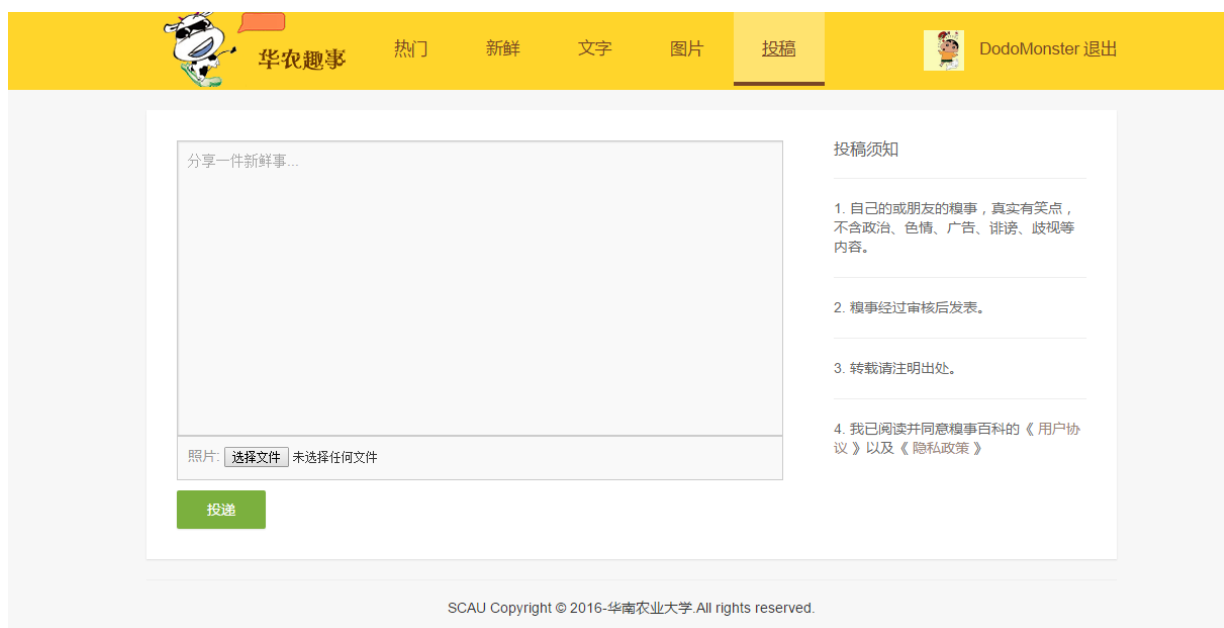 华农趣事 热门 新鲜 文字 图片 投稿 DodoMonster 退出
分享一件新鲜事...
照片: 选择文件 未选择任何文件
投递
投稿须知
1. 自己的或朋友的糗事，真实有笑点，
不含政治、色情、广告、诽谤、歧视等
内容。
2. 糗事经过审核后发表。
3. 转载请注明出处。
4. 我已阅读并同意糗事百科的《 用户协
议 》以及《 隐私政策 》
SCAU Copyright © 2016-华南农业大学.All rights reserved.